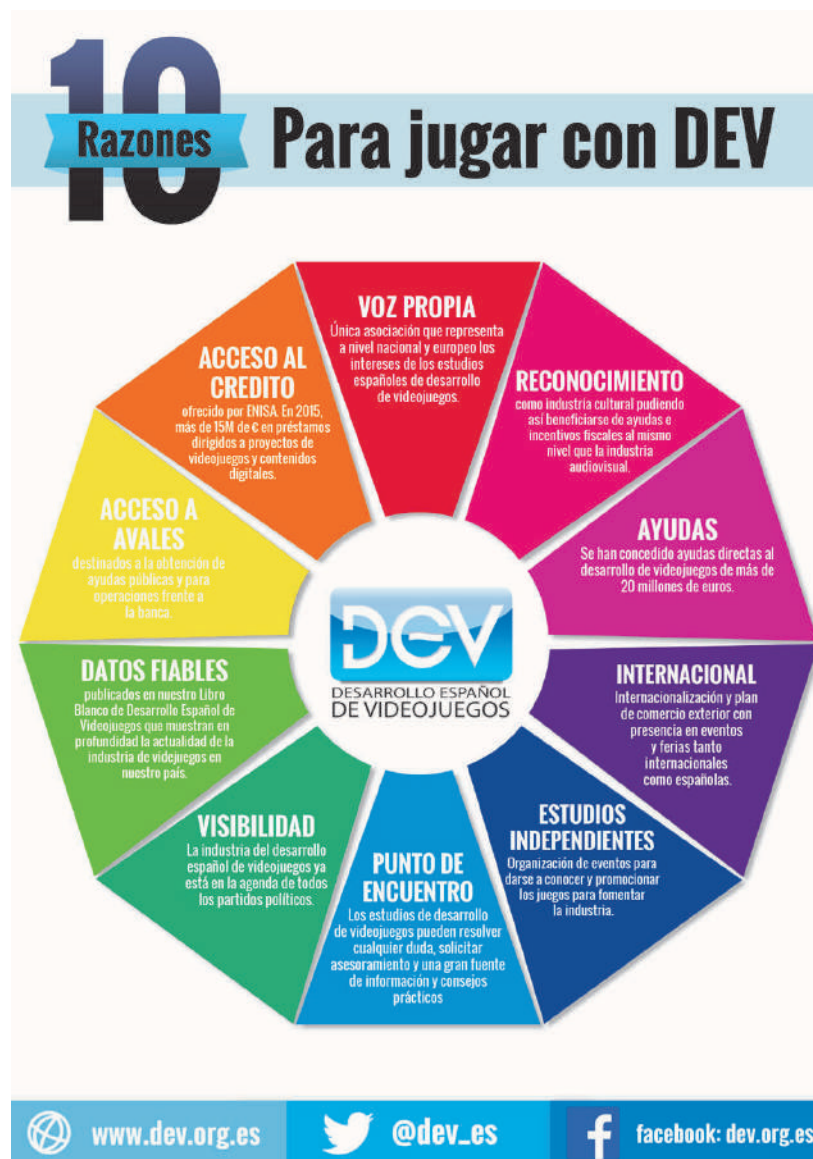 10
Razones
Para jugar con DEV
VOZ PROPIA
Única asociación que representa
a nivel nacional y europeo los
intereses de los estudios
españoles de desarrollo
de videojuegos.
RECONOCIMIENTO
como industria cultural pudiendo
así beneficiarse de ayudas e
incentivos fiscales al mismo
nivel que la industria
audiovisual.
AYUDAS
Se han concedido ayudas directas al
desarrollo de videojuegos de más de
20 millones de euros.
INTERNACIONAL
Internacionalización y plan
de comercio exterior con
presencia en eventos
y ferias tanto
internacionales
como españolas.
ESTUDIOS
INDEPENDIENTES
Organización de eventos para
darse a conocer y promocionar
los juegos para fomentar
la industria.
PUNTO DE
ENCUENTRO
Los estudios de desarrollo
de videojuegos pueden resolver
cualquier duda, solicitar
asesoramiento y una gran fuente
de información y consejos
prácticos
VISIBILIDAD
La industria del desarrollo
español de videojuegos ya
está en la agenda de todos
los partidos políticos.
DATOS FIABLES
publicados en nuestro Libro
Blanco de Desarrollo Español de
Videojuegos que muestran en
profundidad la actualidad de la
industria de videjuegos en
nuestro país.
ACCESO A
AVALES
destinados a la obtención de
ayudas públicas y para
operaciones frente a
la banca.
ACCESO AL
CREDITO
ofrecido por ENISA. En 2015,
más de 15M de € en préstamos
dirigidos a proyectos de
videojuegos y contenidos
digitales.
DEV
DESARROLLO ESPAÑOL
DE VIDEOJUEGOS
www.dev.org.es
@dev_es
facebook: dev.org.es